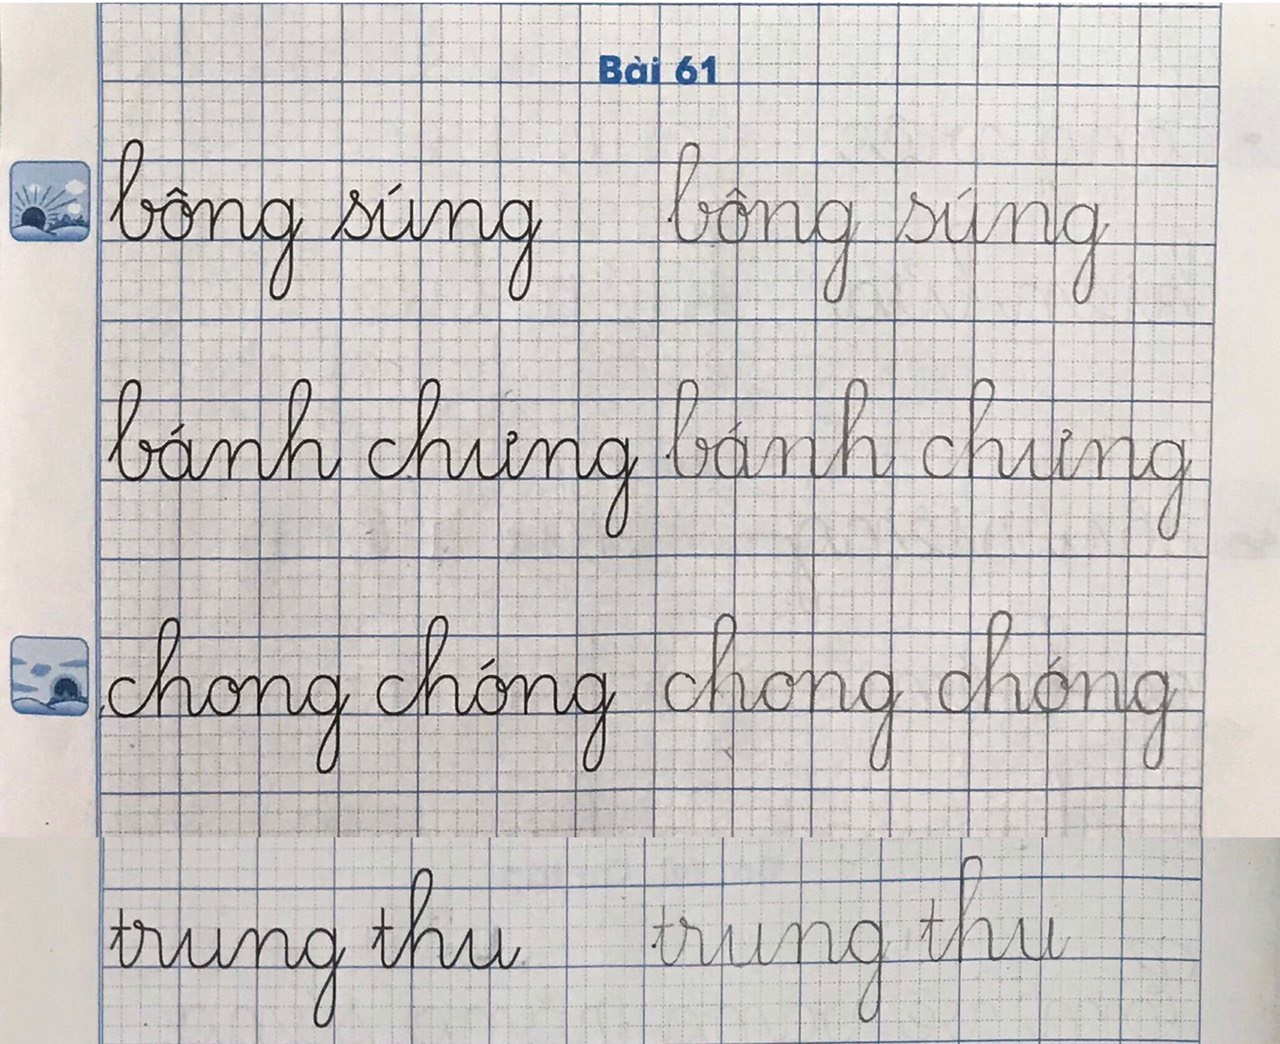 Bài 61
bông súng bông súng
bánh chưng bánh chưng
chong chóng chong chóng
trung thu trung thu